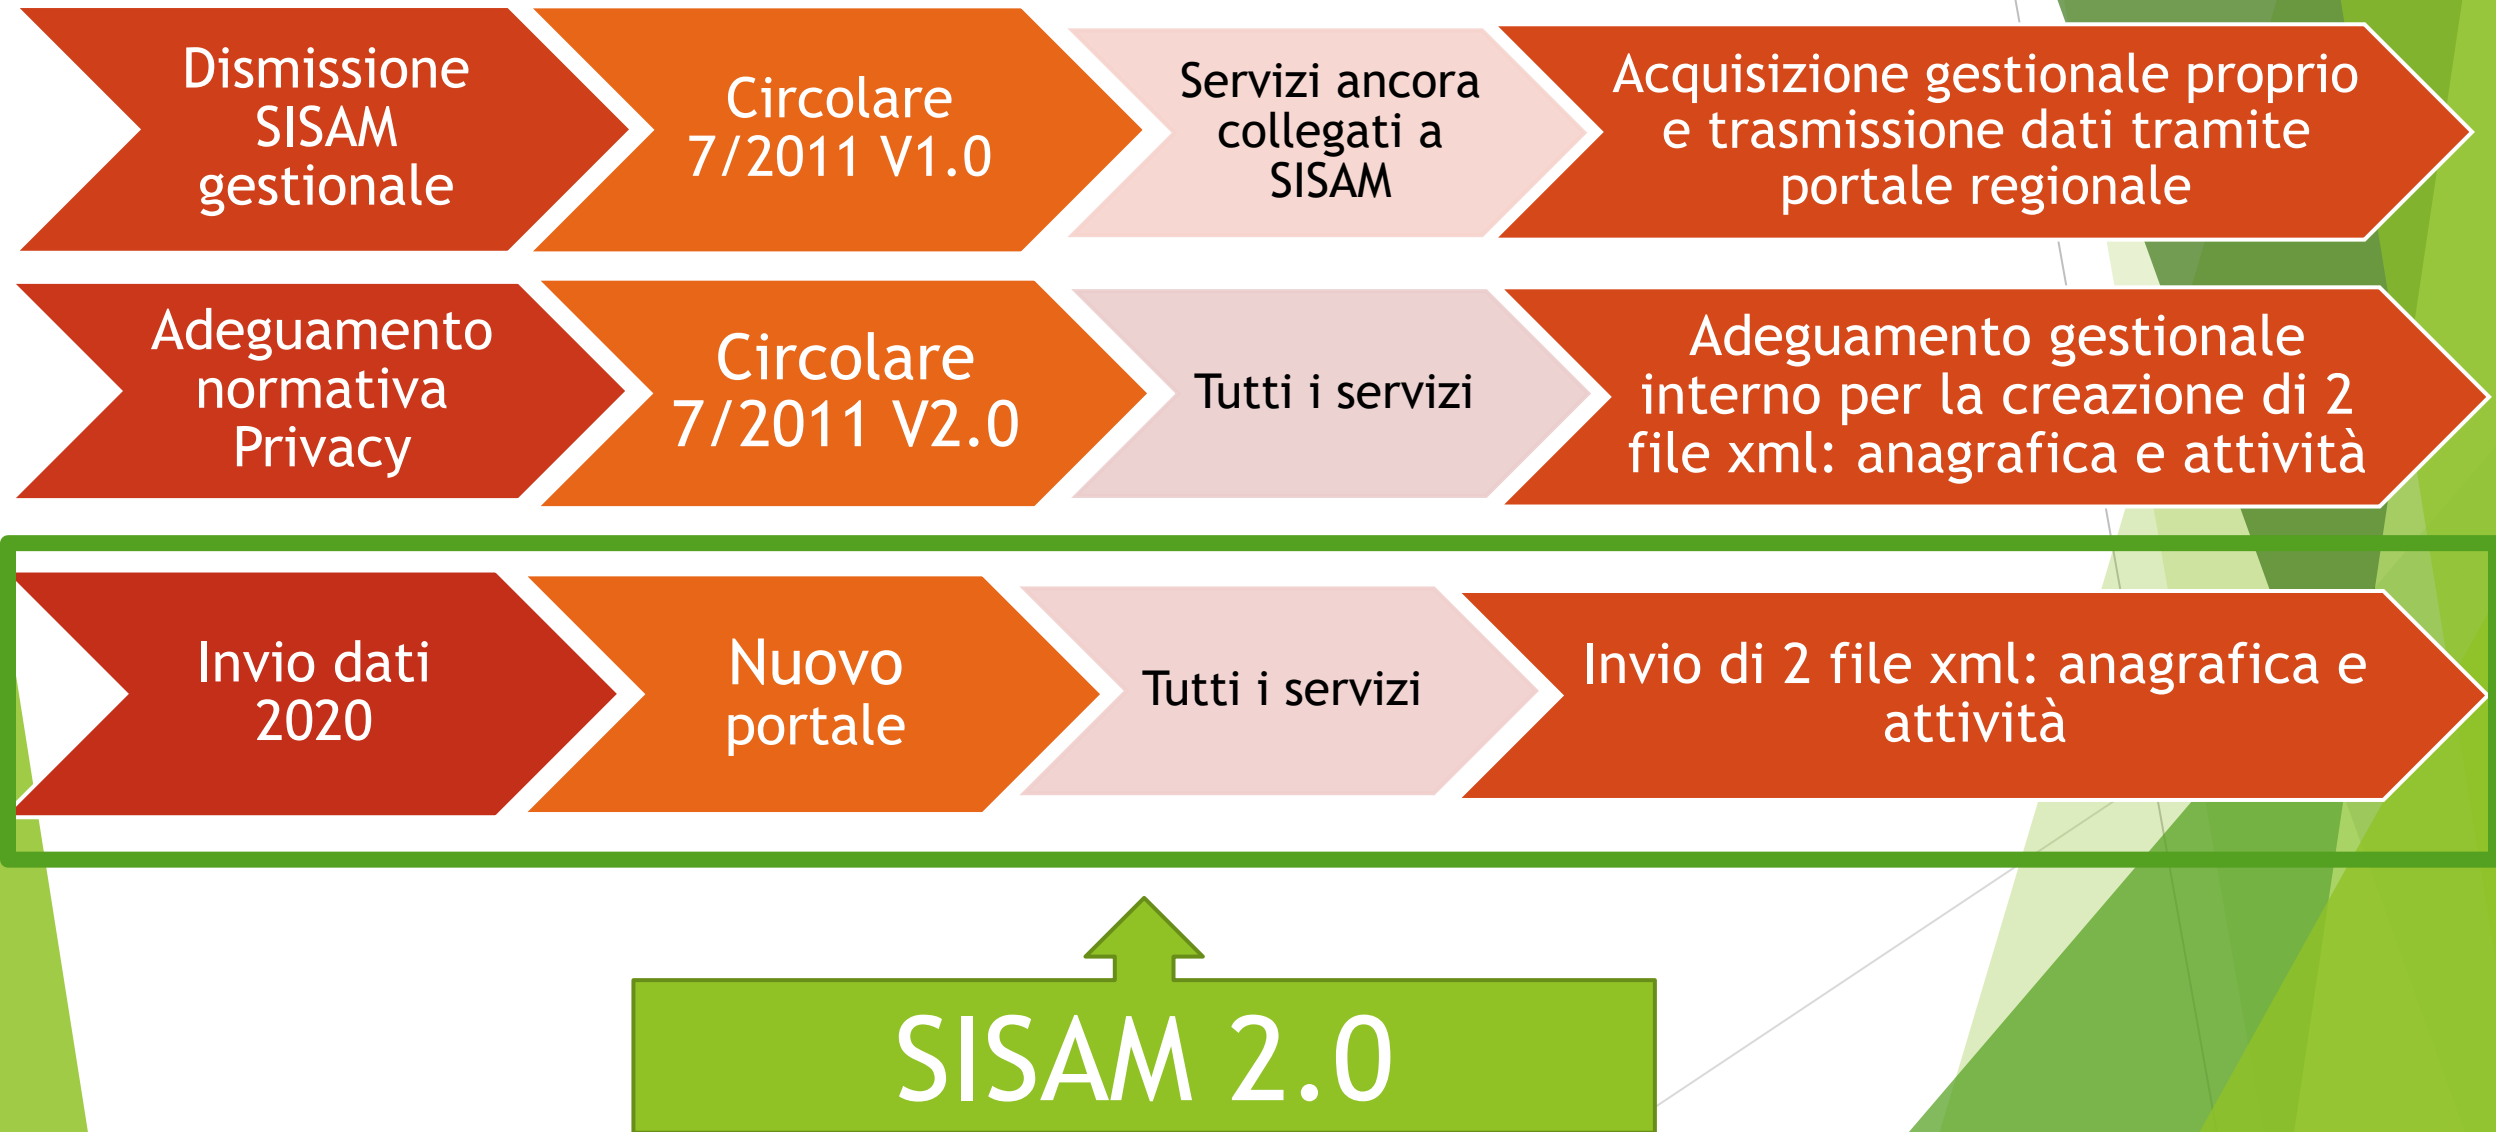 Dismissione
SISAM
gestionale
Circolare
7/2011 V1.0
Servizi ancora
collegati a
SISAM
Acquisizione gestionale proprio
e trasmissione dati tramite
portale regionale
Adeguamento
normativa
Privacy
Circolare
7/2011 V2.0
Tutti i servizi
Adeguamento gestionale
interno per la creazione di 2
file xml: anagrafica e attività
Invio dati
2020
Nuovo
portale
Tutti i servizi
Invio di 2 file xml: anagrafica e
attività
SISAM 2.0